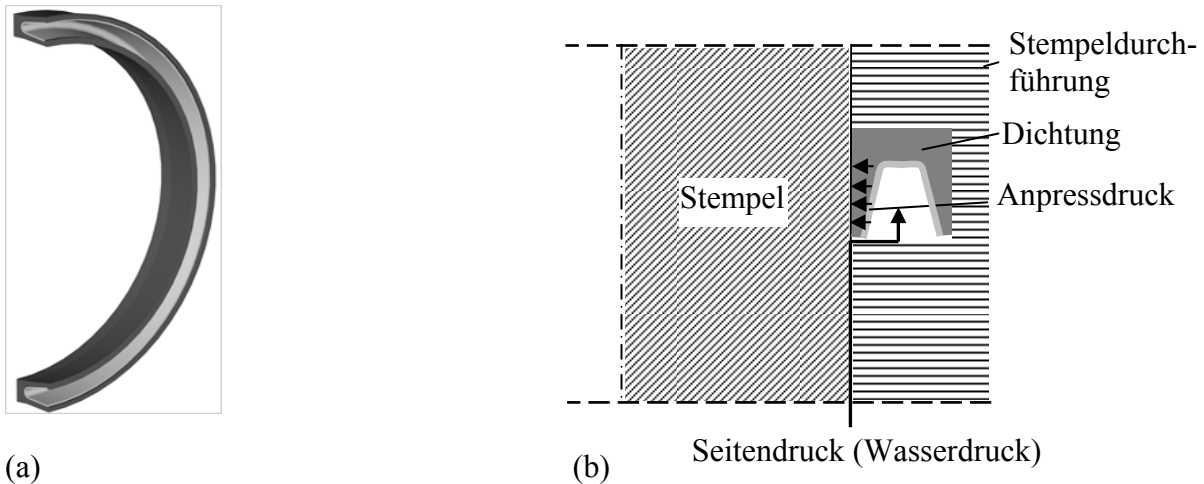 Stempeldurch-
führung
Dichtung
Stempel
Anpressdruck
Seitendruck (Wasserdruck)
(a)
(b)